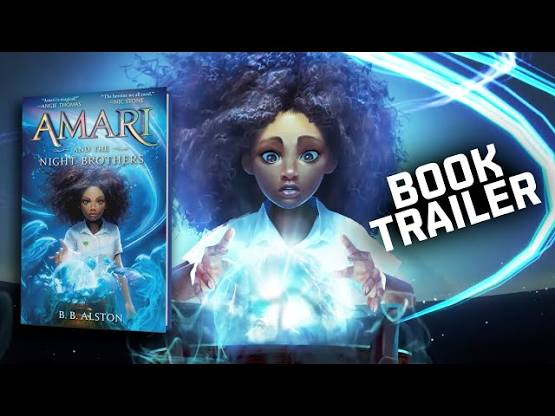 "Amari is magical!" "The heroine we all need."
—ANGIE THOMAS —NIC STONE
AMARI
AND THE
NIGHT BROTHERS
B. B. ALSTON
BOOK
TRAILER